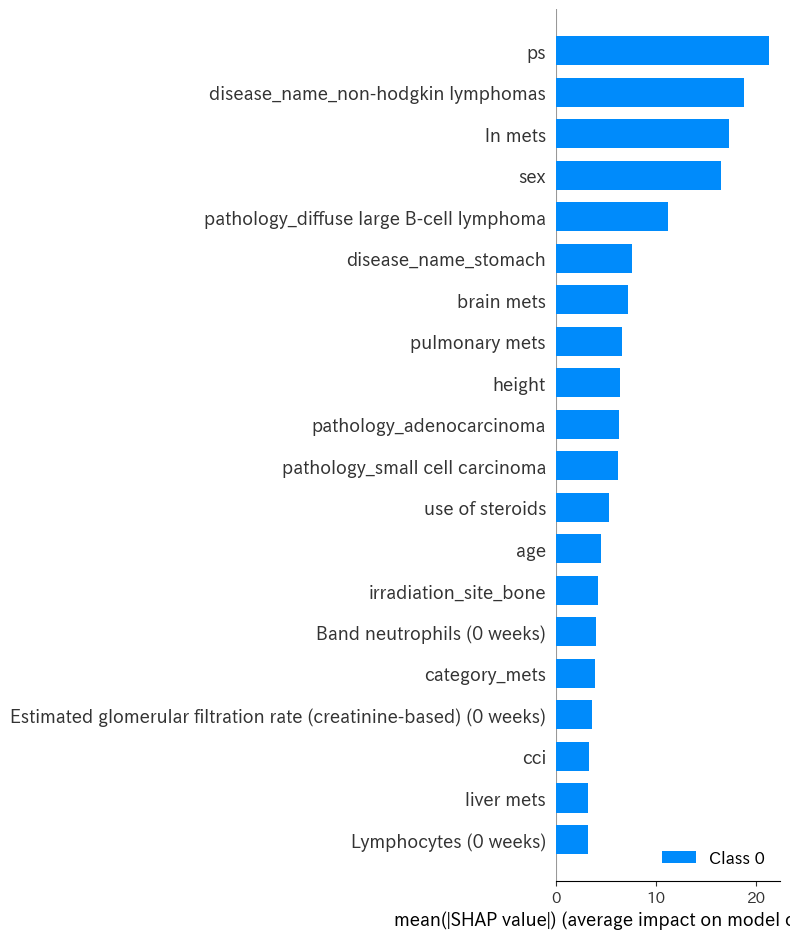 ps
disease_name_non-hodgkin lymphomas
ln mets
sex
pathology_diffuse large B-cell lymphoma
disease_name_stomach
brain mets
pulmonary mets
height
pathology_adenocarcinoma
pathology_small cell carcinoma
use of steroids
age
irradiation_site_bone
Band neutrophils (0 weeks)
category_mets
Estimated glomerular filtration rate (creatinine-based) (0 weeks)
cci
liver mets
Lymphocytes (0 weeks)
Class 0
0 10 20
mean(|SHAP value|) (average impact on model